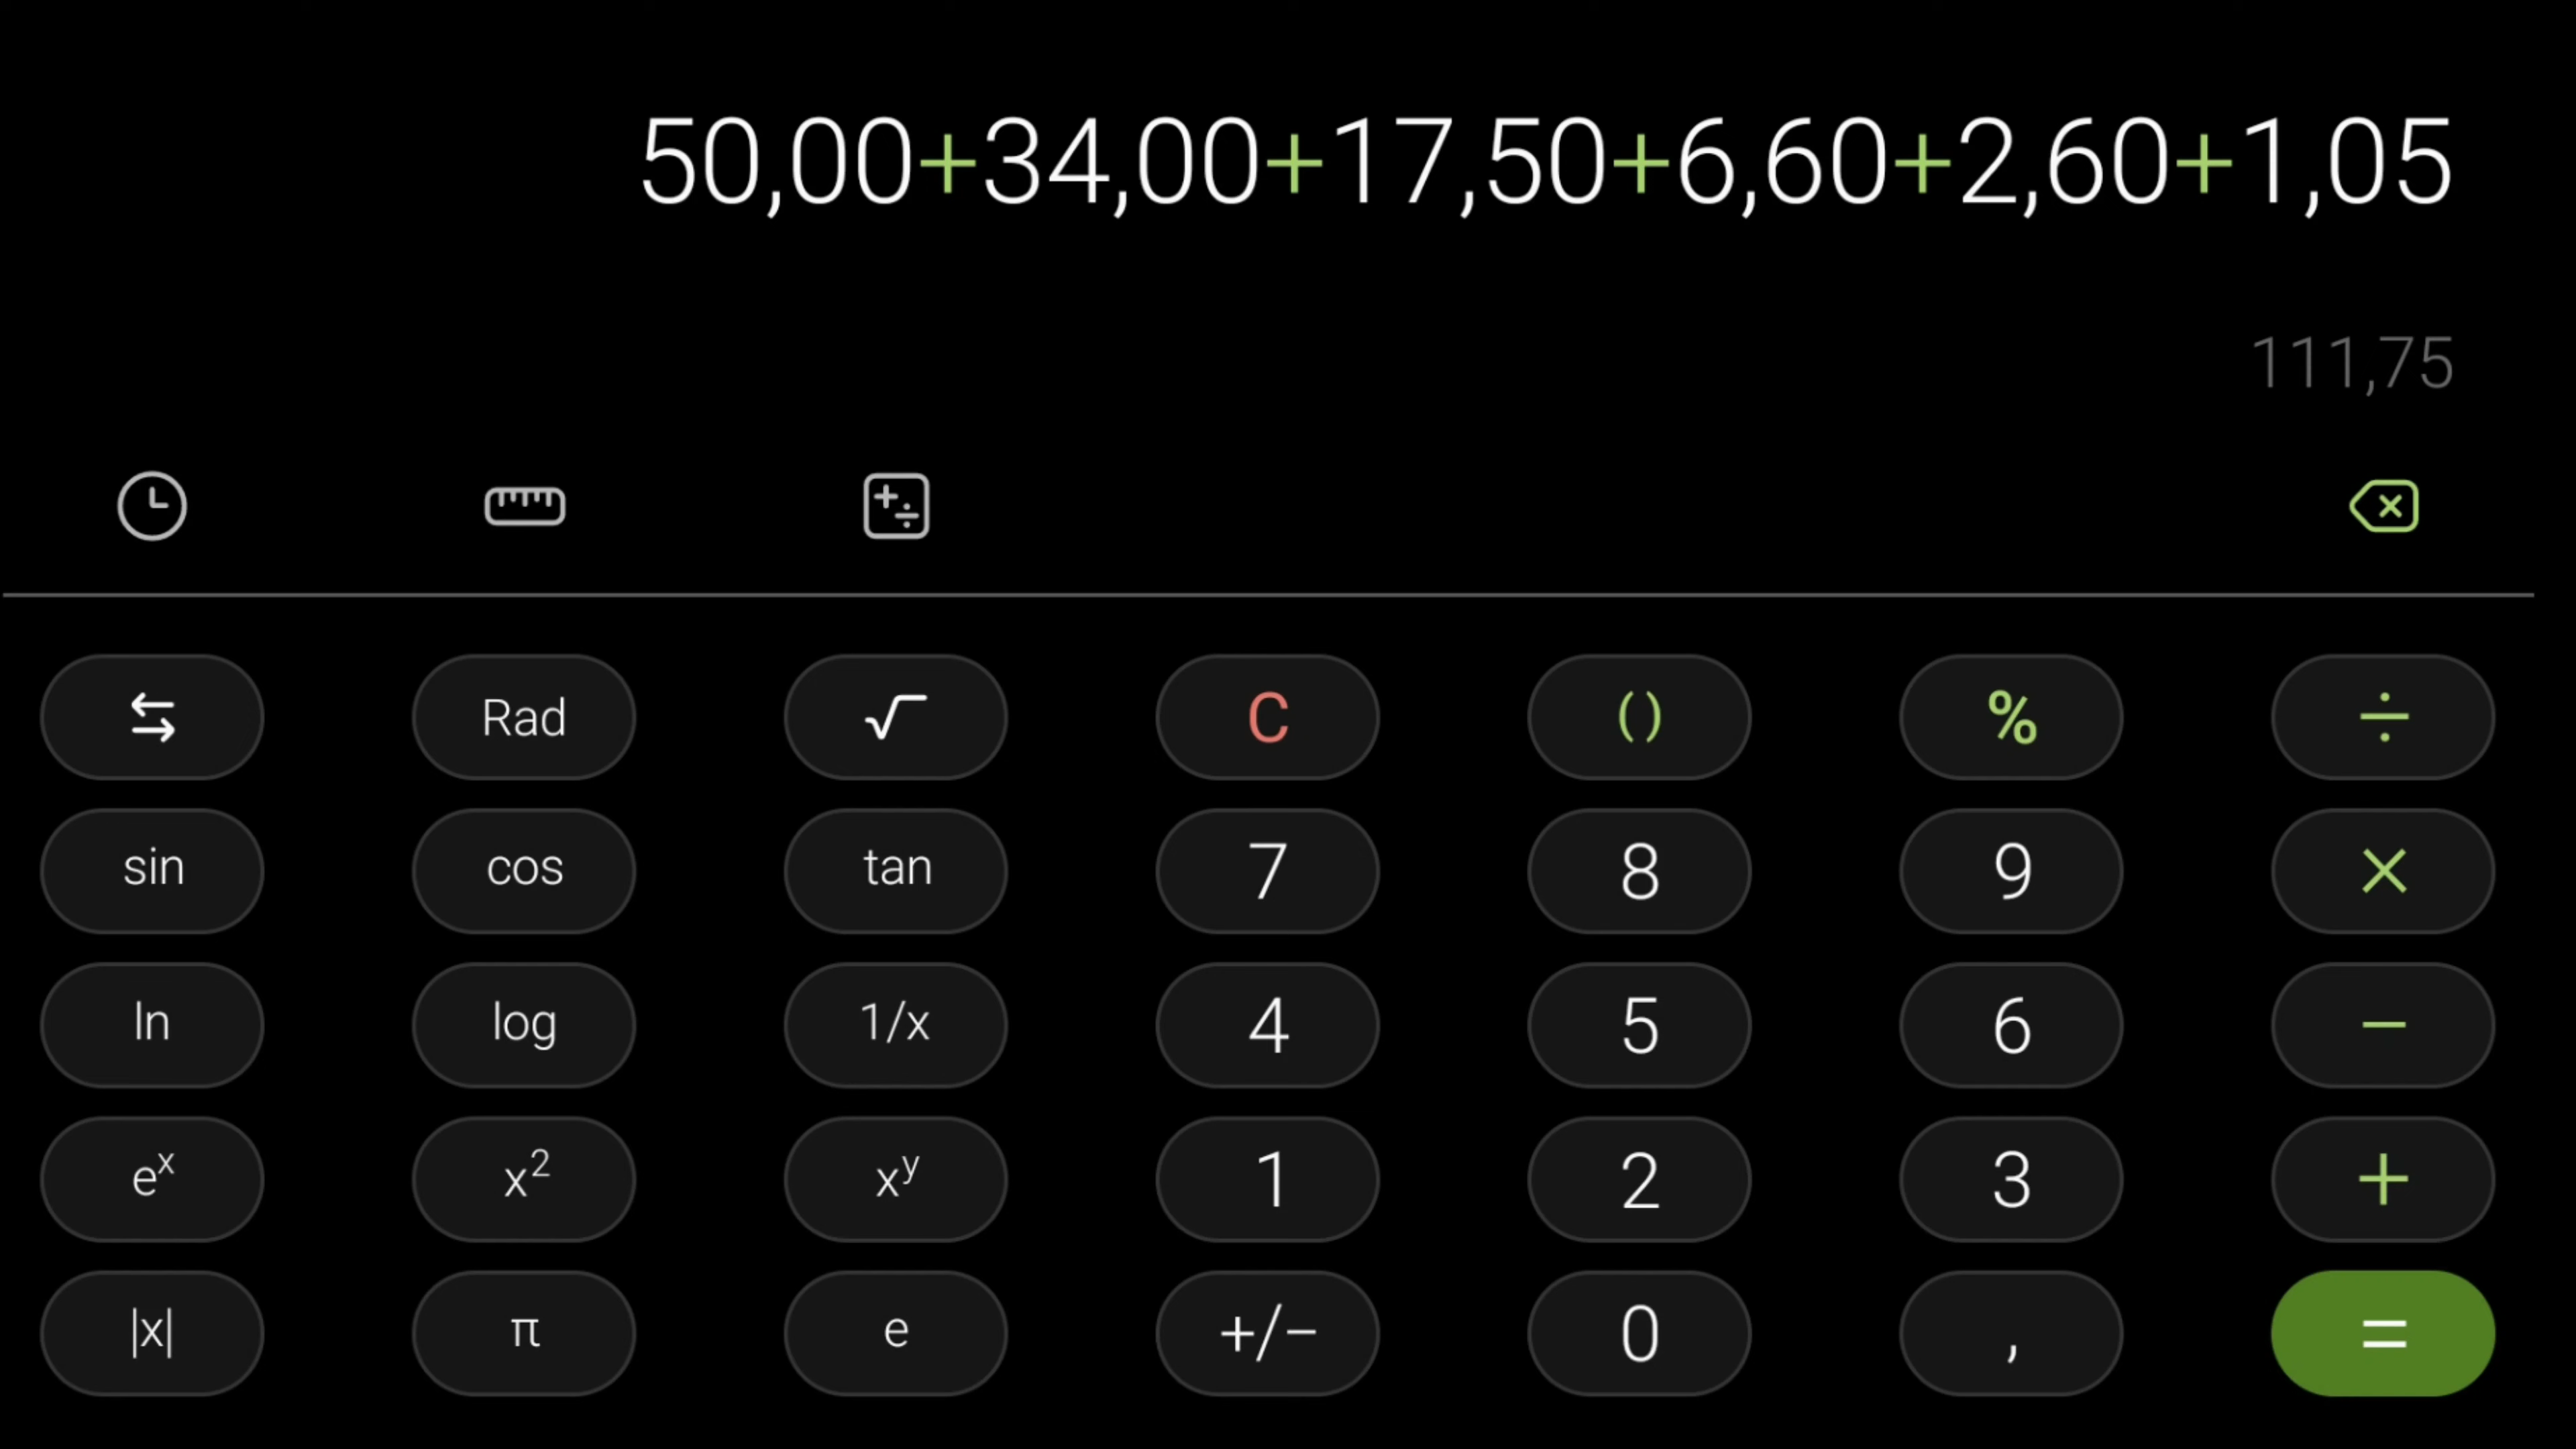 50,00+34,00+17,50+6,60+2,60+1,05
111,75
Rad √ C () % ÷
sin cos tan 7 8 9 ×
ln log 1/x 4 5 6 −
eˣ x² xʸ 1 2 3 +
|x| π e +/− 0 , =